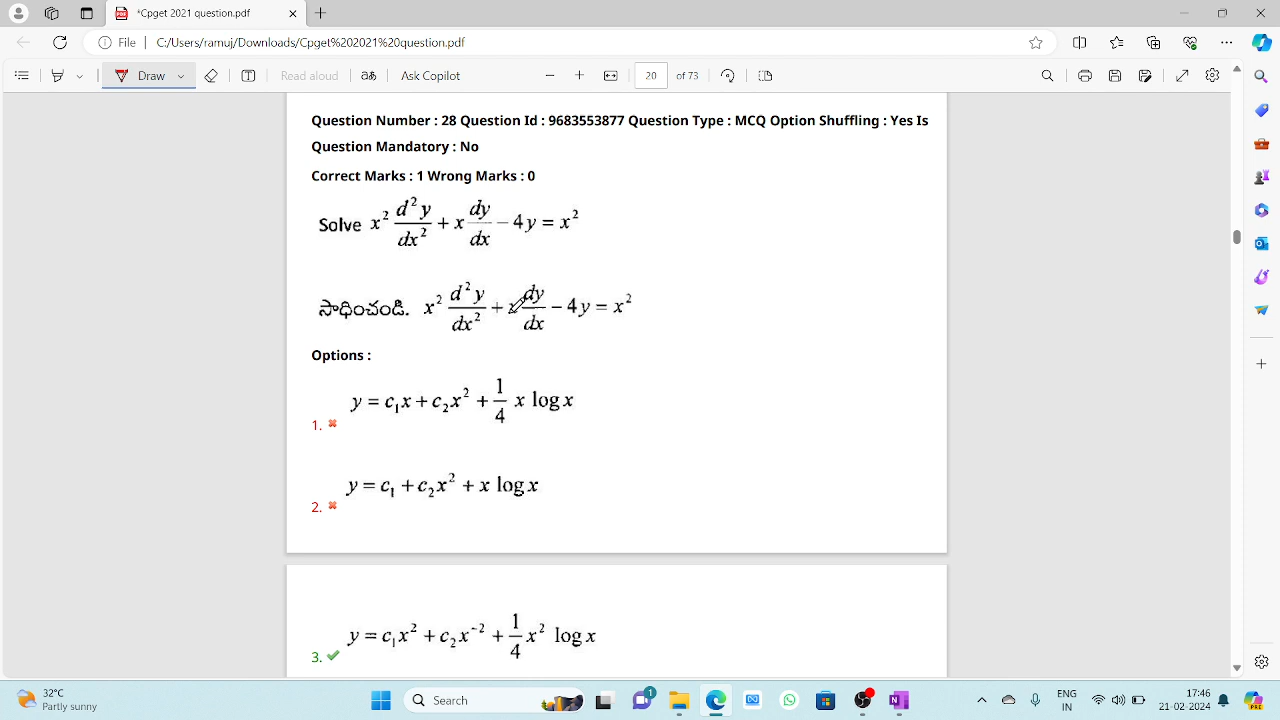 *Cpget 2021 question.pdf
File C:/Users/ramuj/Downloads/Cpget%202021%20question.pdf
Draw Read aloud Ask Copilot 20 of 73
Question Number : 28 Question Id : 9683553877 Question Type : MCQ Option Shuffling : Yes Is
Question Mandatory : No
Correct Marks : 1 Wrong Marks : 0
Solve x² d²y/dx² + x dy/dx − 4y = x²
సాధించండి. x² d²y/dx² + x dy/dx − 4y = x²
Options :
y = c₁x + c₂x² + 1/4 x log x
1.
y = c₁ + c₂x² + x log x
2.
y = c₁x² + c₂x⁻² + 1/4 x² log x
3.
32°C
Partly sunny
Search
1
ENG
IN
17:46
21-02-2024